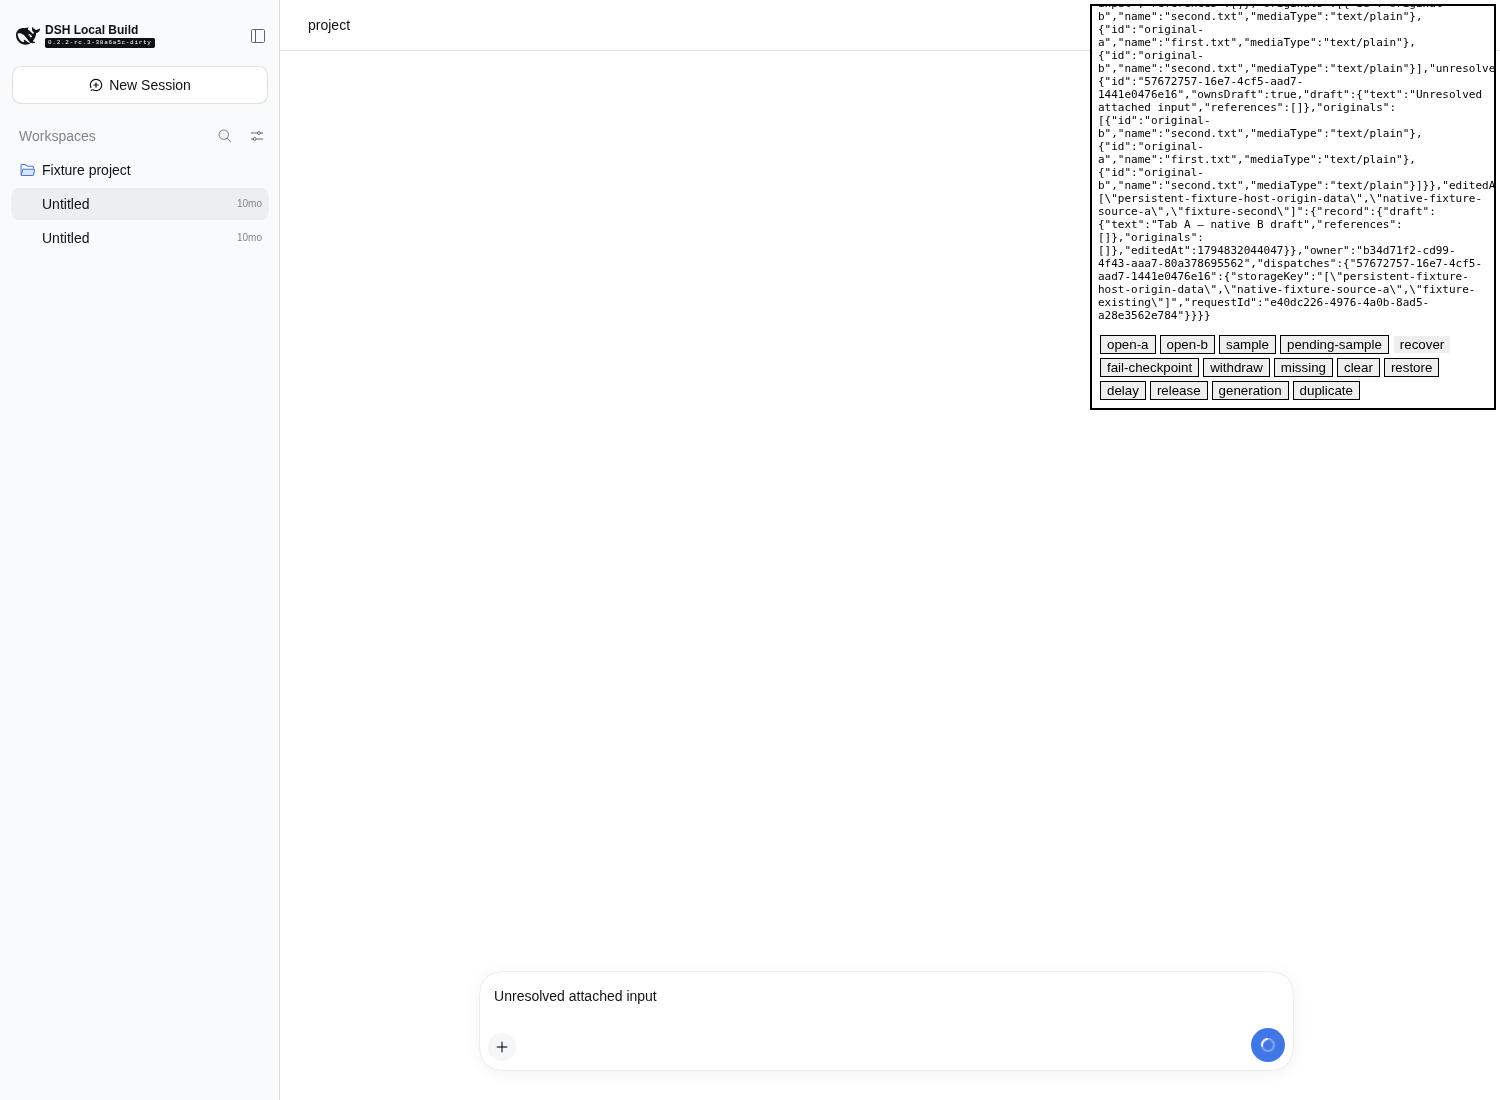 DSH Local Build
0.2.2-rc.3-38a6a5c-dirty
New Session
Workspaces
Fixture project
Untitled
10mo
Untitled
10mo
project
b","name":"second.txt","mediaType":"text/plain"},
{"id":"original-
a","name":"first.txt","mediaType":"text/plain"},
{"id":"original-
b","name":"second.txt","mediaType":"text/plain"}],"unresolve
{"id":"57672757-16e7-4cf5-aad7-
1441e0476e16","ownsDraft":true,"draft":{"text":"Unresolved
attached input","references":[]},"originals":
[{"id":"original-
b","name":"second.txt","mediaType":"text/plain"},
{"id":"original-
a","name":"first.txt","mediaType":"text/plain"},
{"id":"original-
b","name":"second.txt","mediaType":"text/plain"}]}},"editedA
[\"persistent-fixture-host-origin-data\",\"native-fixture-
source-a\",\"fixture-second\"]":{"record":{"draft":
{"text":"Tab A — native B draft","references":
[]},"originals":
[]},"editedAt":1794832044047}},"owner":"b34d71f2-cd99-
4f43-aaa7-80a378695562","dispatches":{"57672757-16e7-4cf5-
aad7-1441e0476e16":{"storageKey":"[\"persistent-fixture-
host-origin-data\",\"native-fixture-source-a\",\"fixture-
existing\"]","requestId":"e40dc226-4976-4a0b-8ad5-
a28e3562e784"}}}}
open-a open-b sample pending-sample recover
fail-checkpoint withdraw missing clear restore
delay release generation duplicate
Unresolved attached input